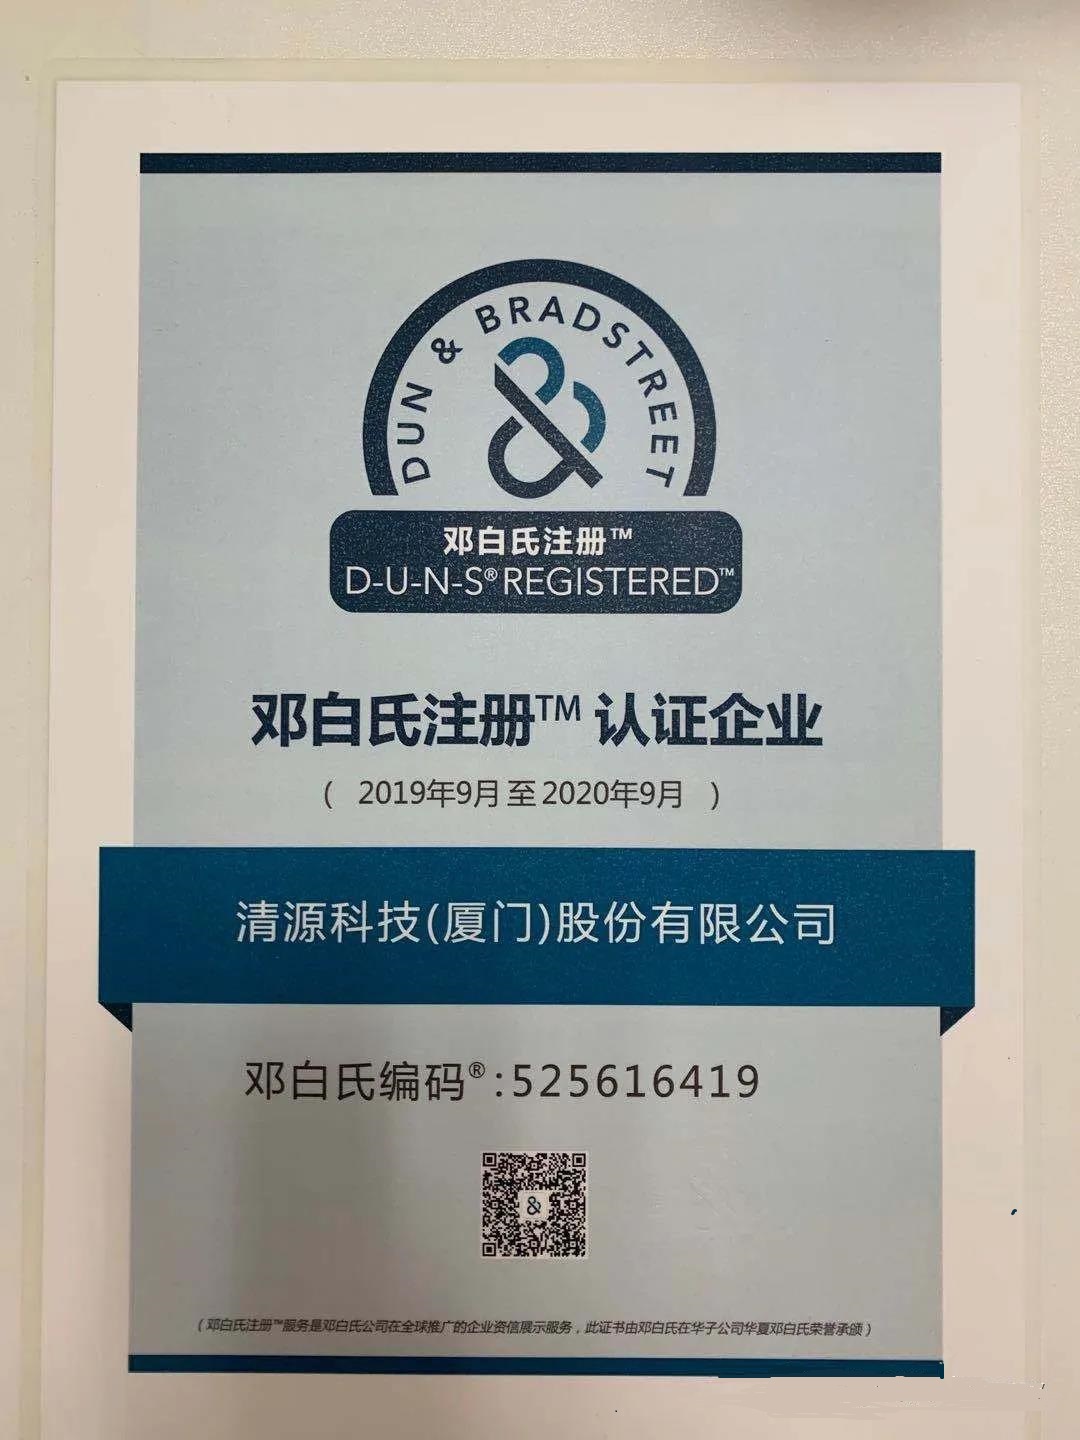 DUN & BRADSTREET
邓白氏注册™
D-U-N-S® REGISTERED™
邓白氏注册™ 认证企业
( 2019年9月 至 2020年9月 )
清源科技(厦门)股份有限公司
邓白氏编码®:525616419
(邓白氏注册™服务是邓白氏公司在全球推广的企业资信展示服务，此证书由邓白氏在华子公司华夏邓白氏荣誉承颁)